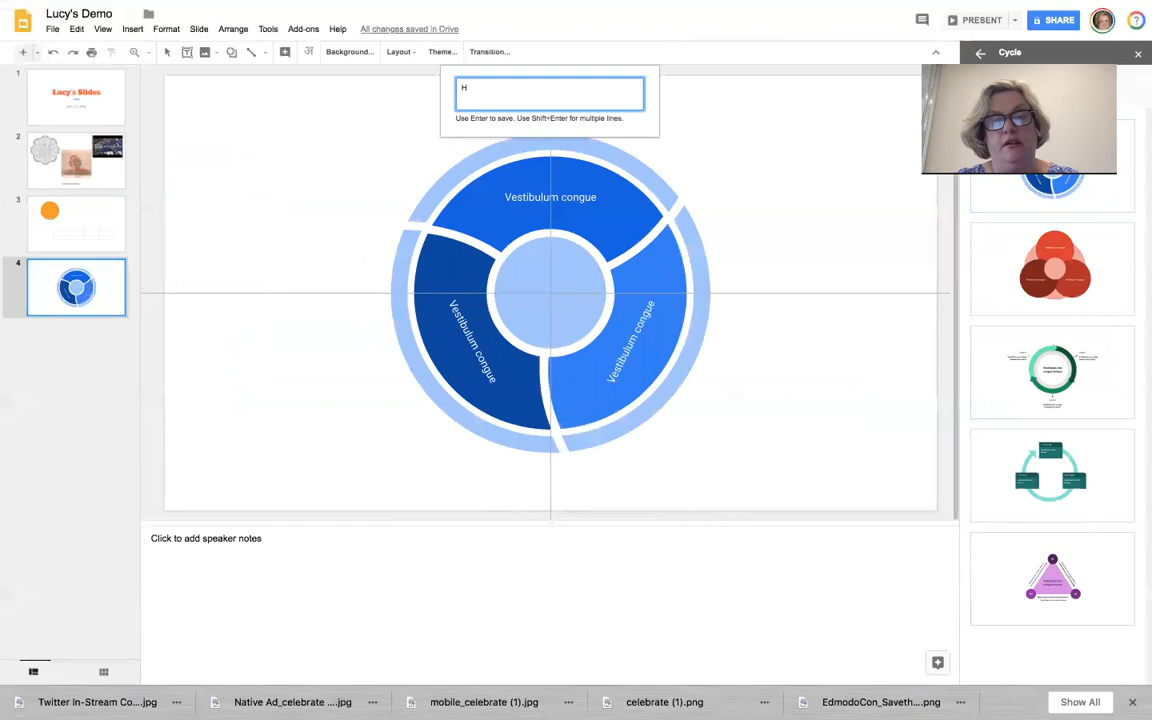 Lucy's Demo
File Edit View Insert Format Slide Arrange Tools Add-ons Help All changes saved in Drive
PRESENT
SHARE
Background... Layout Theme... Transition...
Cycle
H
Use Enter to save. Use Shift+Enter for multiple lines.
1
Lucy's Slides
2
3
4
Vestibulum congue
Vestibulum congue
Vestibulum congue
Click to add speaker notes
Twitter In-Stream Co....jpg
Native Ad_celebrate ....jpg
mobile_celebrate (1).jpg
celebrate (1).png
EdmodoCon_Saveth....png
Show All